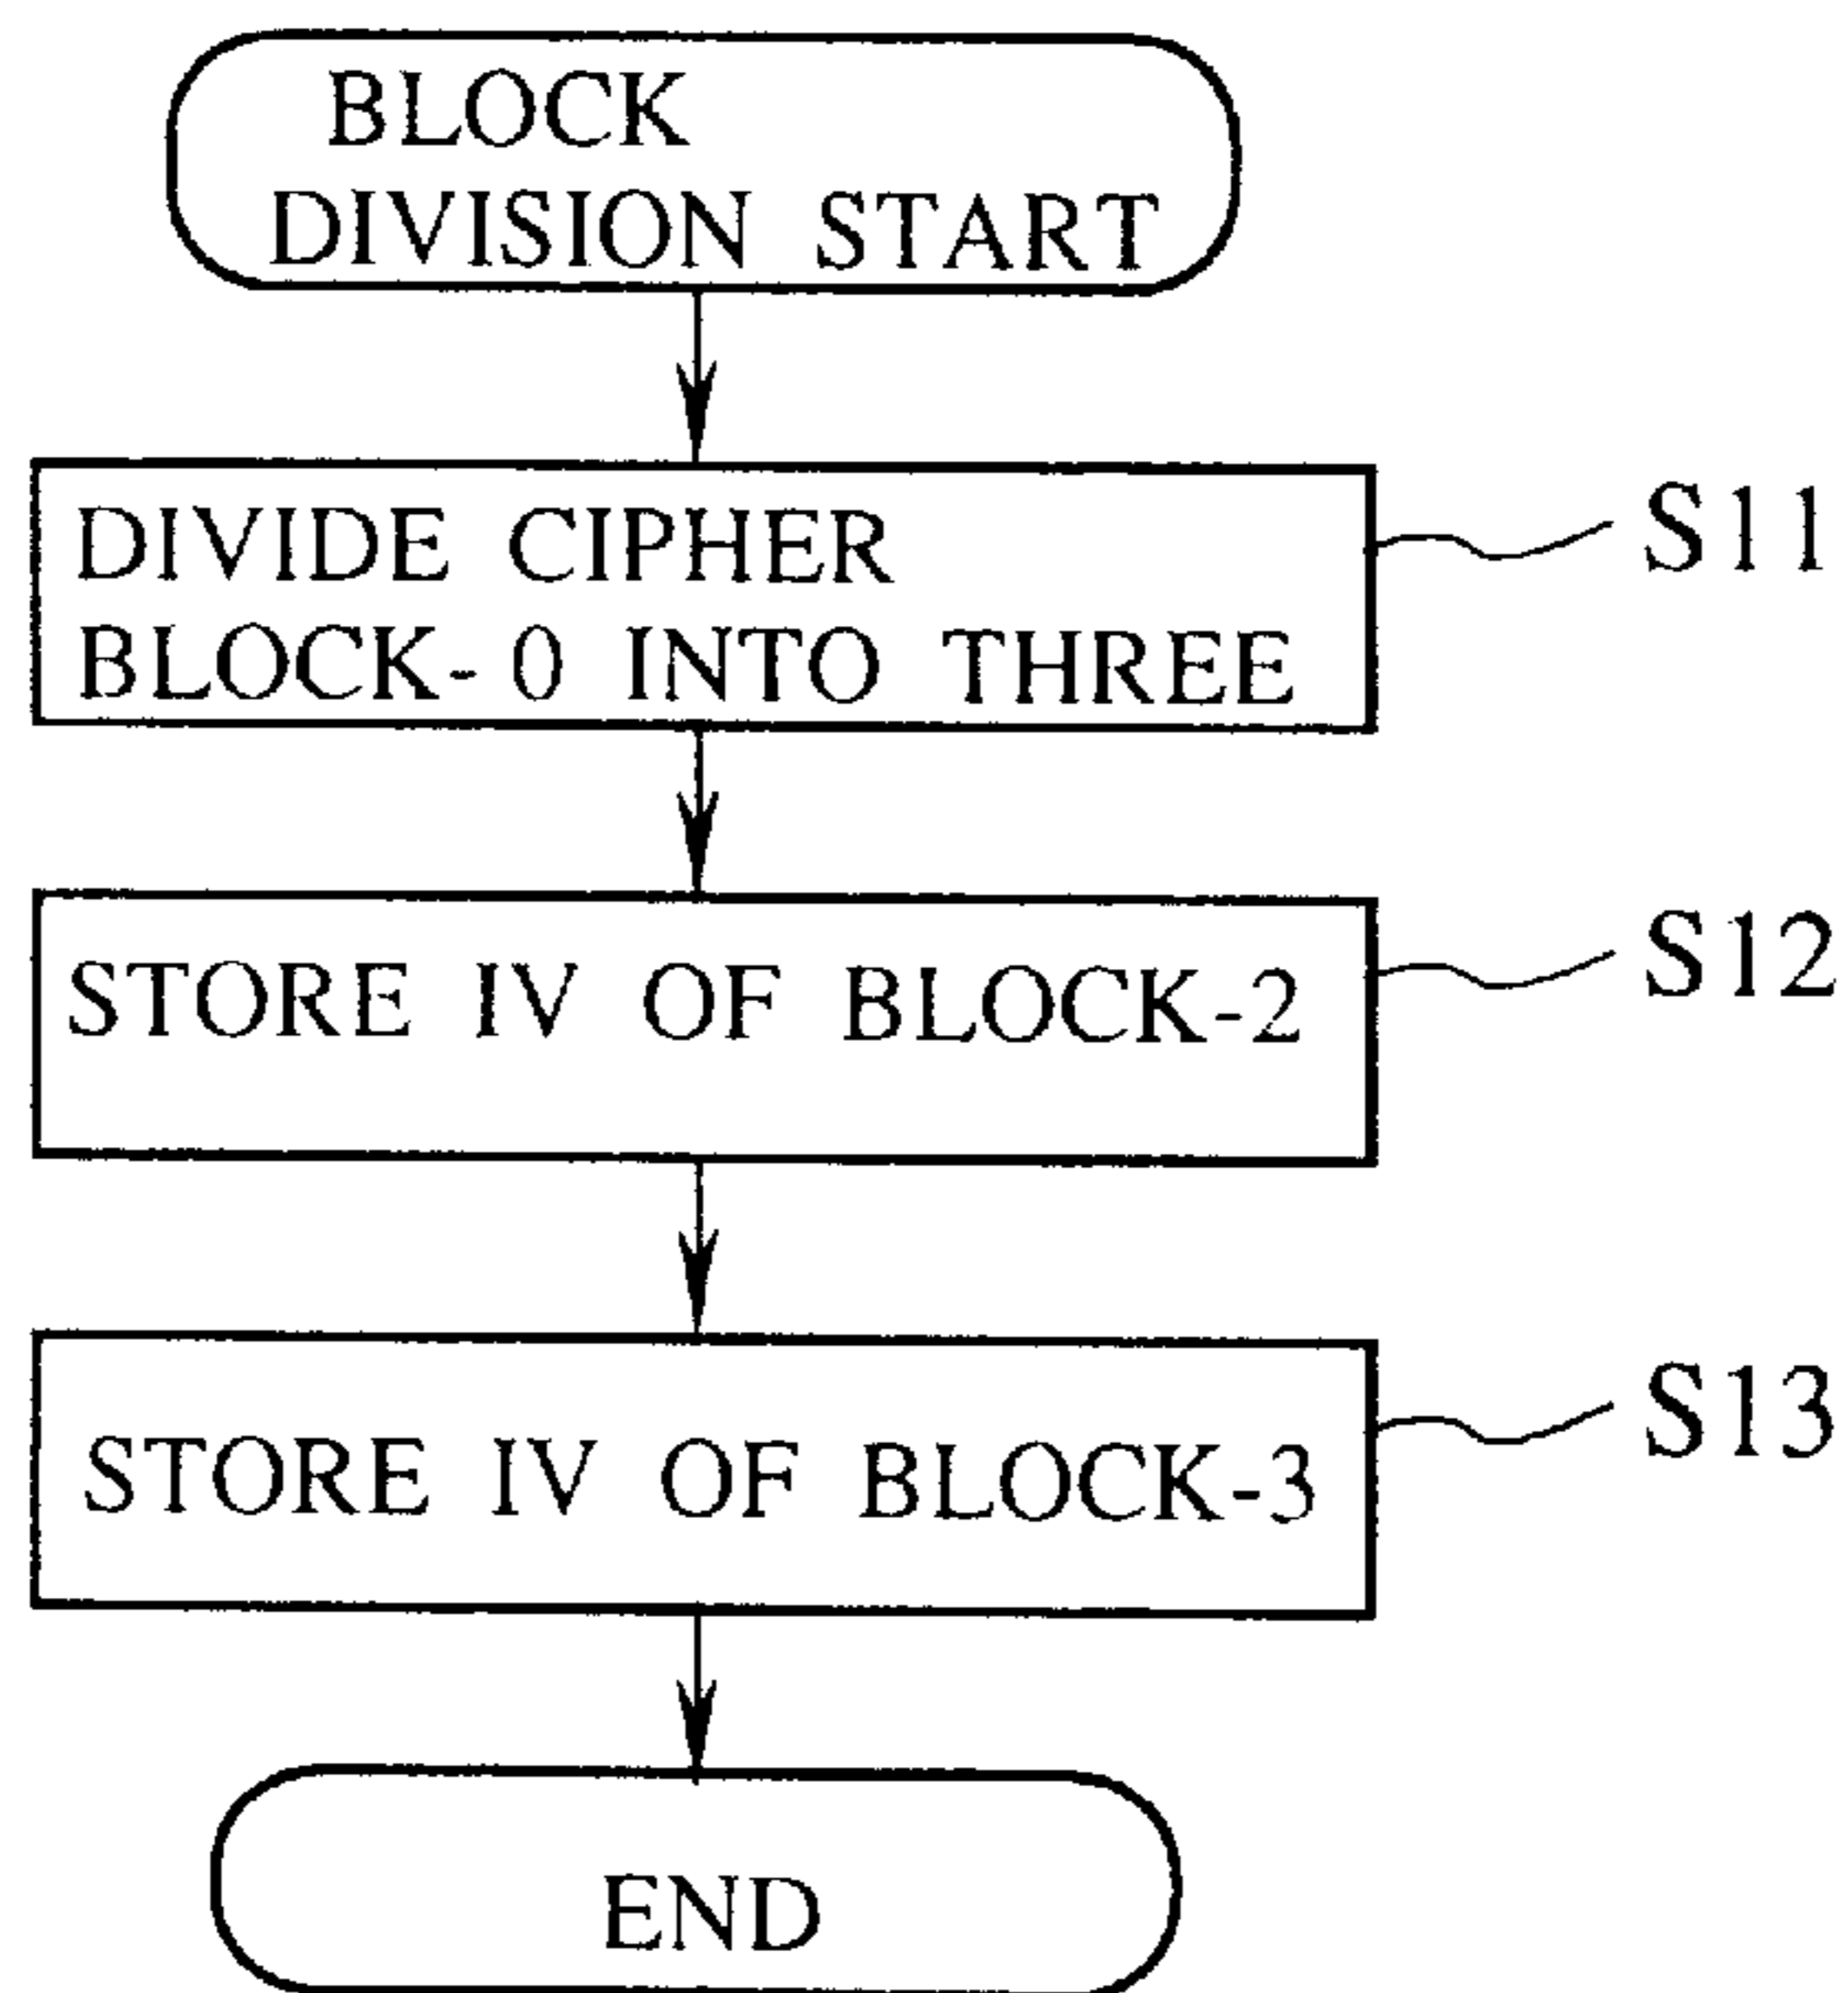 BLOCK
DIVISION START
DIVIDE CIPHER
BLOCK-0 INTO THREE
S11
STORE IV OF BLOCK-2
S12
STORE IV OF BLOCK-3
S13
END